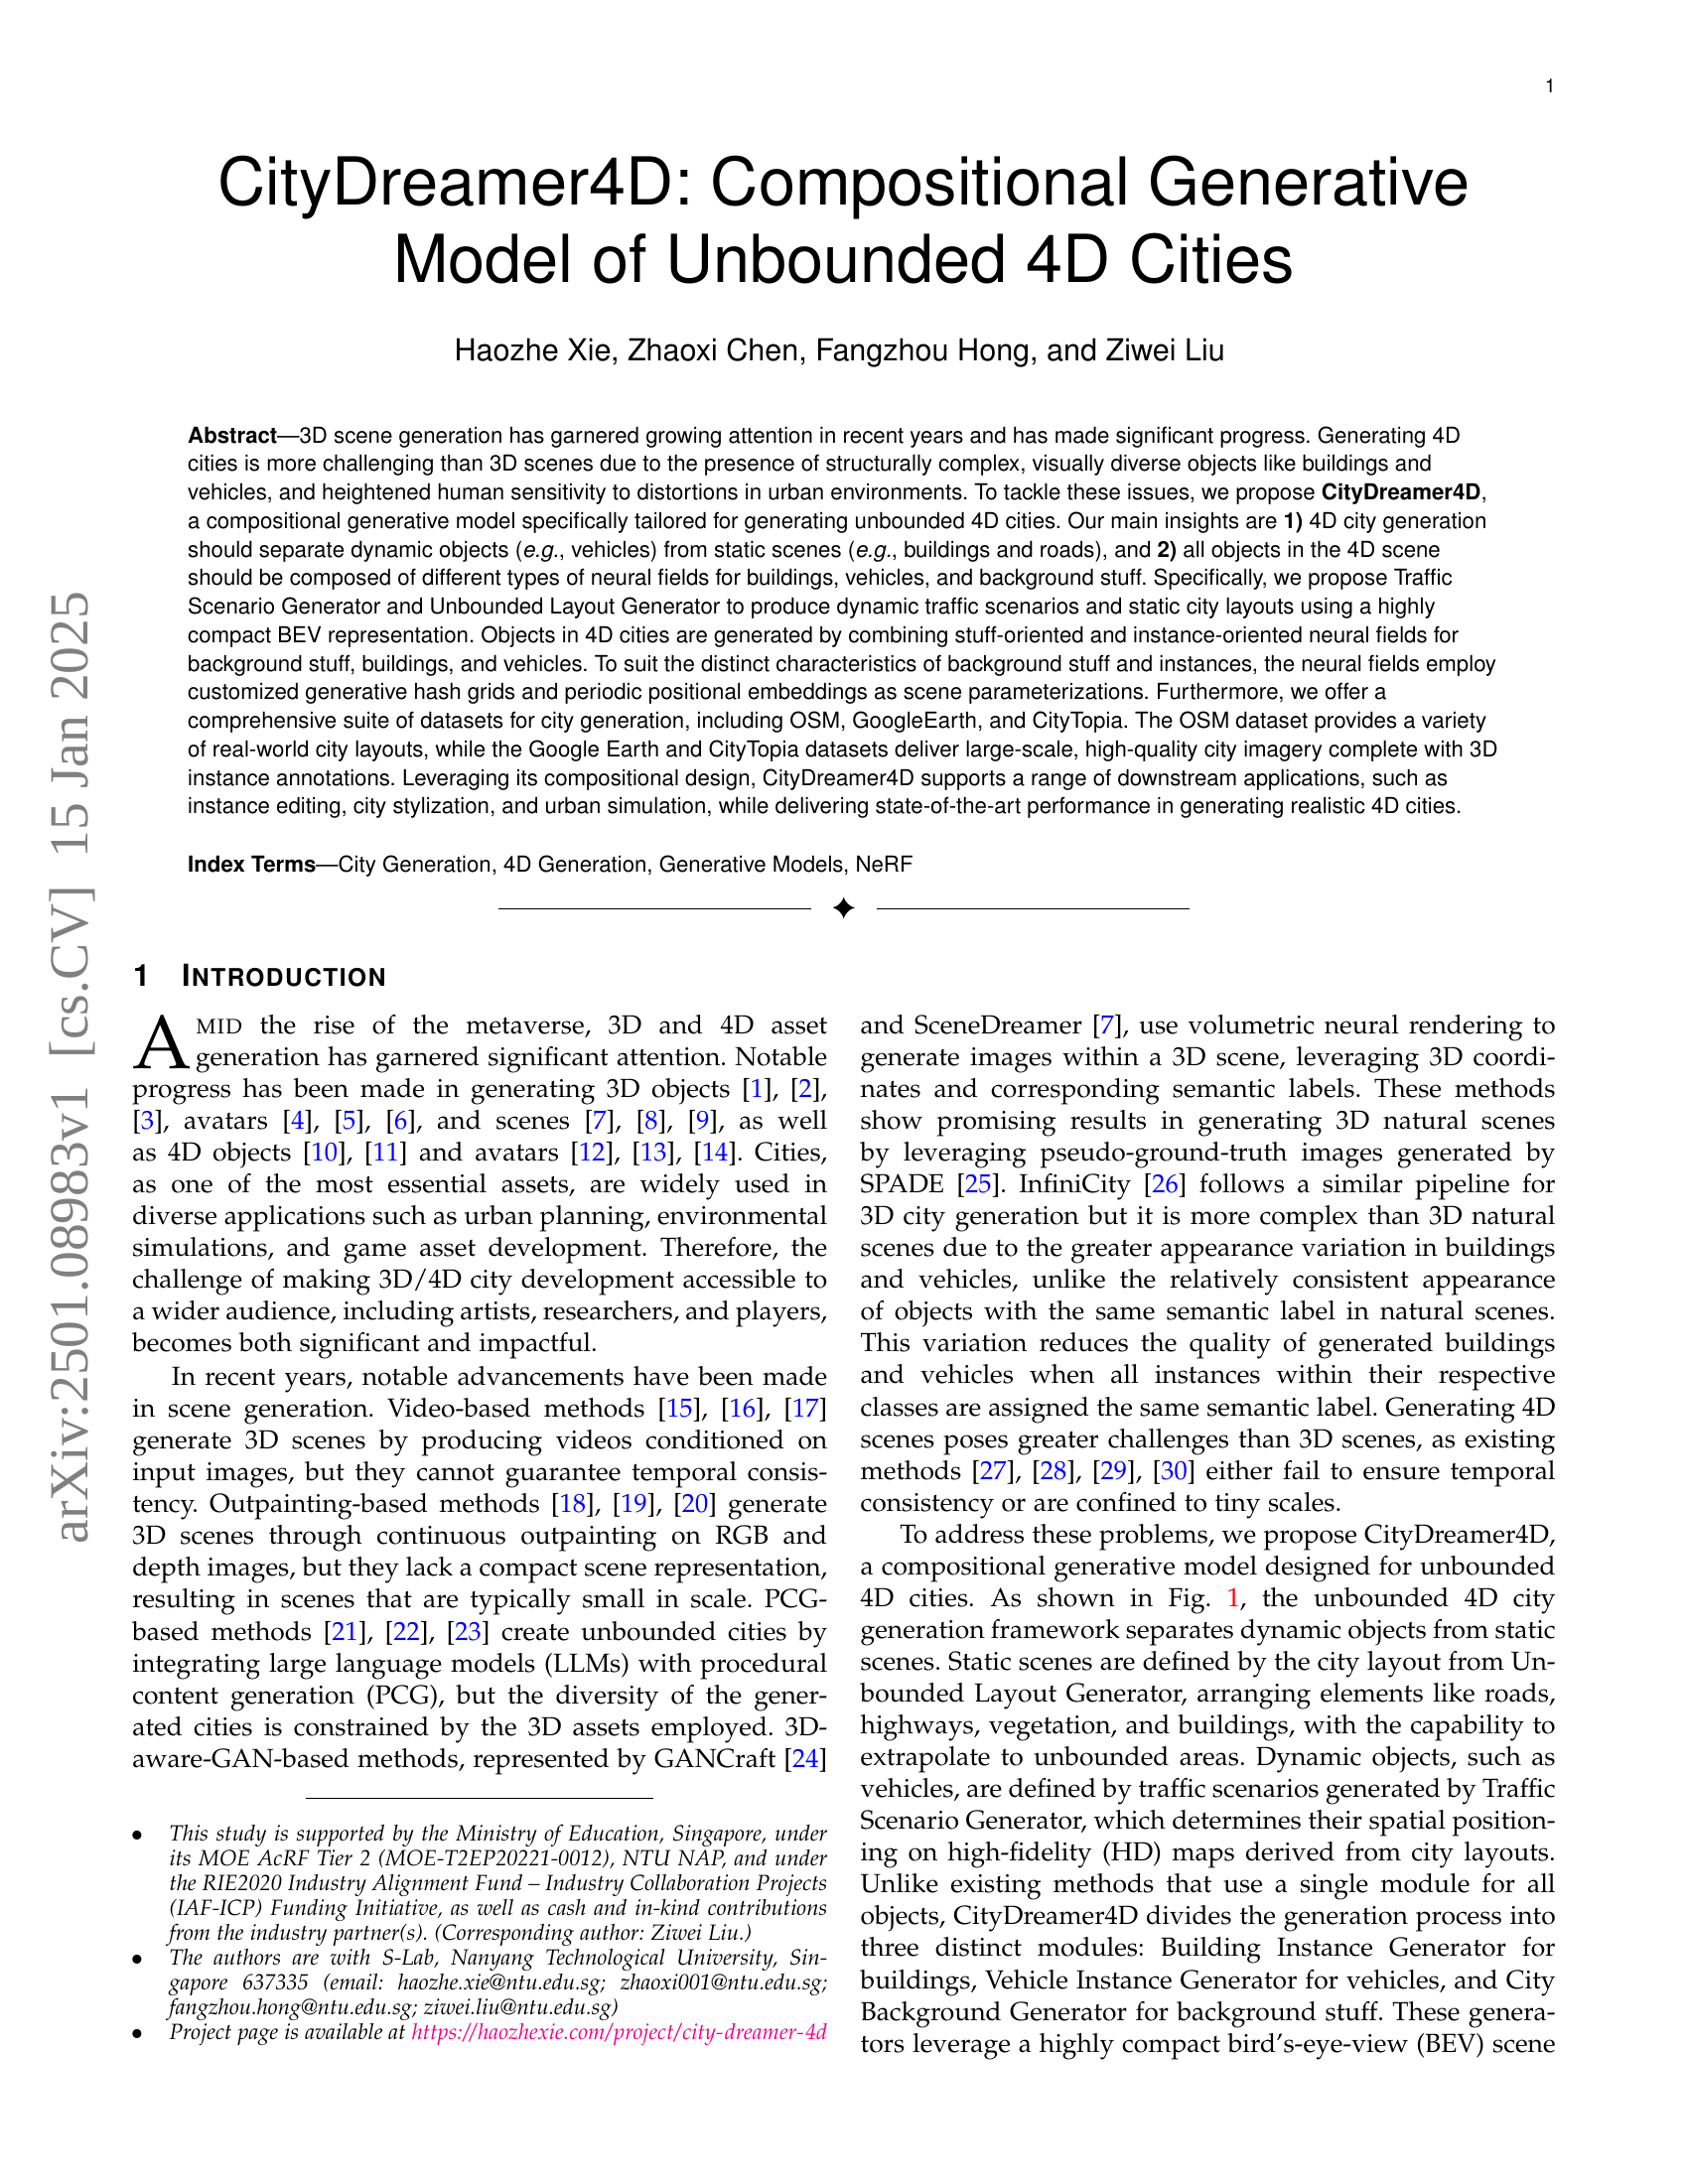 1
CityDreamer4D: Compositional Generative
Model of Unbounded 4D Cities
Haozhe Xie, Zhaoxi Chen, Fangzhou Hong, and Ziwei Liu
Abstract—3D scene generation has garnered growing attention in recent years and has made significant progress. Generating 4D
cities is more challenging than 3D scenes due to the presence of structurally complex, visually diverse objects like buildings and
vehicles, and heightened human sensitivity to distortions in urban environments. To tackle these issues, we propose CityDreamer4D,
a compositional generative model specifically tailored for generating unbounded 4D cities. Our main insights are 1) 4D city generation
should separate dynamic objects (e.g., vehicles) from static scenes (e.g., buildings and roads), and 2) all objects in the 4D scene
should be composed of different types of neural fields for buildings, vehicles, and background stuff. Specifically, we propose Traffic
Scenario Generator and Unbounded Layout Generator to produce dynamic traffic scenarios and static city layouts using a highly
compact BEV representation. Objects in 4D cities are generated by combining stuff-oriented and instance-oriented neural fields for
background stuff, buildings, and vehicles. To suit the distinct characteristics of background stuff and instances, the neural fields employ
customized generative hash grids and periodic positional embeddings as scene parameterizations. Furthermore, we offer a
comprehensive suite of datasets for city generation, including OSM, GoogleEarth, and CityTopia. The OSM dataset provides a variety
of real-world city layouts, while the Google Earth and CityTopia datasets deliver large-scale, high-quality city imagery complete with 3D
instance annotations. Leveraging its compositional design, CityDreamer4D supports a range of downstream applications, such as
instance editing, city stylization, and urban simulation, while delivering state-of-the-art performance in generating realistic 4D cities.
Index Terms—City Generation, 4D Generation, Generative Models, NeRF
arXiv:2501.08983v1 [cs.CV] 15 Jan 2025
1 INTRODUCTION
AMID the rise of the metaverse, 3D and 4D asset
generation has garnered significant attention. Notable
progress has been made in generating 3D objects [1], [2],
[3], avatars [4], [5], [6], and scenes [7], [8], [9], as well
as 4D objects [10], [11] and avatars [12], [13], [14]. Cities,
as one of the most essential assets, are widely used in
diverse applications such as urban planning, environmental
simulations, and game asset development. Therefore, the
challenge of making 3D/4D city development accessible to
a wider audience, including artists, researchers, and players,
becomes both significant and impactful.
In recent years, notable advancements have been made
in scene generation. Video-based methods [15], [16], [17]
generate 3D scenes by producing videos conditioned on
input images, but they cannot guarantee temporal consis-
tency. Outpainting-based methods [18], [19], [20] generate
3D scenes through continuous outpainting on RGB and
depth images, but they lack a compact scene representation,
resulting in scenes that are typically small in scale. PCG-
based methods [21], [22], [23] create unbounded cities by
integrating large language models (LLMs) with procedural
content generation (PCG), but the diversity of the gener-
ated cities is constrained by the 3D assets employed. 3D-
aware-GAN-based methods, represented by GANCraft [24]
• This study is supported by the Ministry of Education, Singapore, under
its MOE AcRF Tier 2 (MOE-T2EP20221-0012), NTU NAP, and under
the RIE2020 Industry Alignment Fund – Industry Collaboration Projects
(IAF-ICP) Funding Initiative, as well as cash and in-kind contributions
from the industry partner(s). (Corresponding author: Ziwei Liu.)
• The authors are with S-Lab, Nanyang Technological University, Sin-
gapore 637335 (email: haozhe.xie@ntu.edu.sg; zhaoxi001@ntu.edu.sg;
fangzhou.hong@ntu.edu.sg; ziwei.liu@ntu.edu.sg)
• Project page is available at https://haozhexie.com/project/city-dreamer-4d
and SceneDreamer [7], use volumetric neural rendering to
generate images within a 3D scene, leveraging 3D coordi-
nates and corresponding semantic labels. These methods
show promising results in generating 3D natural scenes
by leveraging pseudo-ground-truth images generated by
SPADE [25]. InfiniCity [26] follows a similar pipeline for
3D city generation but it is more complex than 3D natural
scenes due to the greater appearance variation in buildings
and vehicles, unlike the relatively consistent appearance
of objects with the same semantic label in natural scenes.
This variation reduces the quality of generated buildings
and vehicles when all instances within their respective
classes are assigned the same semantic label. Generating 4D
scenes poses greater challenges than 3D scenes, as existing
methods [27], [28], [29], [30] either fail to ensure temporal
consistency or are confined to tiny scales.
To address these problems, we propose CityDreamer4D,
a compositional generative model designed for unbounded
4D cities. As shown in Fig. 1, the unbounded 4D city
generation framework separates dynamic objects from static
scenes. Static scenes are defined by the city layout from Un-
bounded Layout Generator, arranging elements like roads,
highways, vegetation, and buildings, with the capability to
extrapolate to unbounded areas. Dynamic objects, such as
vehicles, are defined by traffic scenarios generated by Traffic
Scenario Generator, which determines their spatial position-
ing on high-fidelity (HD) maps derived from city layouts.
Unlike existing methods that use a single module for all
objects, CityDreamer4D divides the generation process into
three distinct modules: Building Instance Generator for
buildings, Vehicle Instance Generator for vehicles, and City
Background Generator for background stuff. These genera-
tors leverage a highly compact bird's-eye-view (BEV) scene